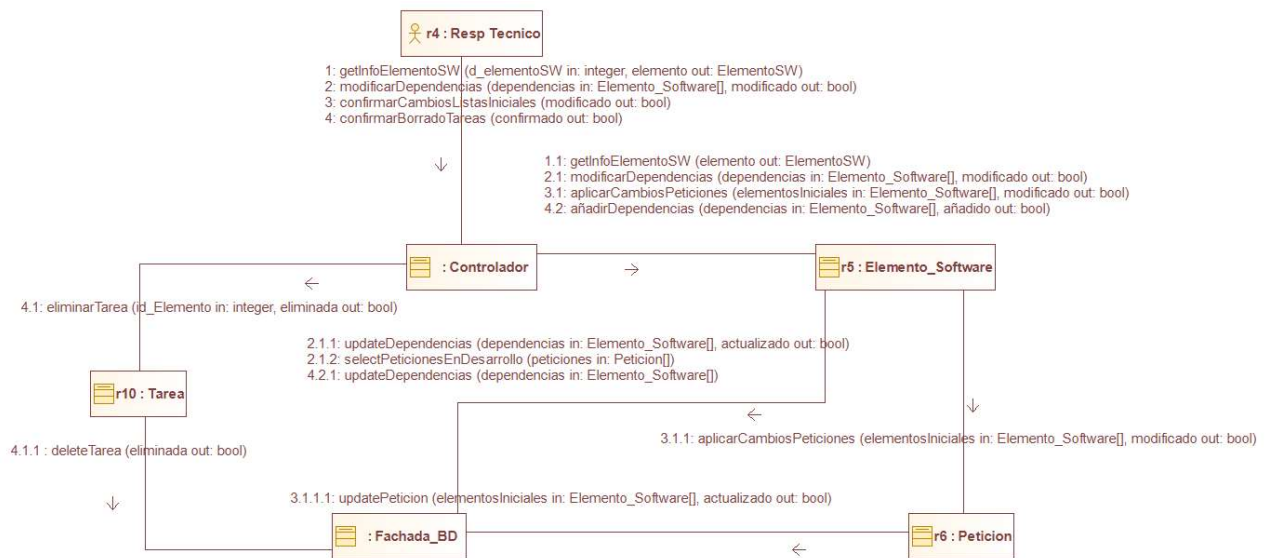 r4 : Resp Tecnico
1: getInfoElementoSW (d_elementoSW in: integer, elemento out: ElementoSW)
2: modificarDependencias (dependencias in: Elemento_Software[], modificado out: bool)
3: confirmarCambiosListasIniciales (modificado out: bool)
4: confirmarBorradoTareas (confirmado out: bool)
1.1: getInfoElementoSW (elemento out: ElementoSW)
2.1: modificarDependencias (dependencias in: Elemento_Software[], modificado out: bool)
3.1: aplicarCambiosPeticiones (elementosIniciales in: Elemento_Software[], modificado out: bool)
4.2: añadirDependencias (dependencias in: Elemento_Software[], añadido out: bool)
: Controlador
r5 : Elemento_Software
4.1: eliminarTarea (id_Elemento in: integer, eliminada out: bool)
2.1.1: updateDependencias (dependencias in: Elemento_Software[], actualizado out: bool)
2.1.2: selectPeticionesEnDesarrollo (peticiones in: Peticion[])
4.2.1: updateDependencias (dependencias in: Elemento_Software[])
r10 : Tarea
3.1.1: aplicarCambiosPeticiones (elementosIniciales in: Elemento_Software[], modificado out: bool)
4.1.1 : deleteTarea (eliminada out: bool)
3.1.1.1: updatePeticion (elementosIniciales in: Elemento_Software[], actualizado out: bool)
: Fachada_BD
r6 : Peticion